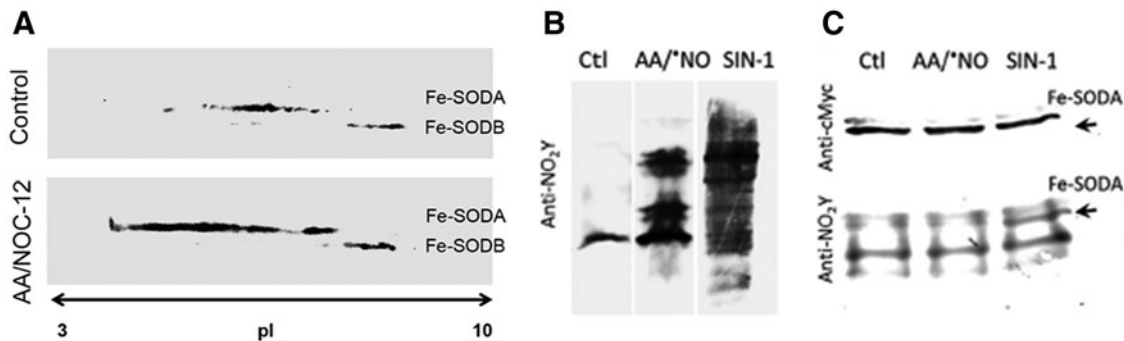 A
Control
Fe-SODA
Fe-SODB
AA/NOC-12
Fe-SODA
Fe-SODB
3 pI 10
B
Ctl AA/•NO SIN-1
Anti-NO₂Y
C
Ctl AA/•NO SIN-1
Anti-cMyc
Fe-SODA
Anti-NO₂Y
Fe-SODA